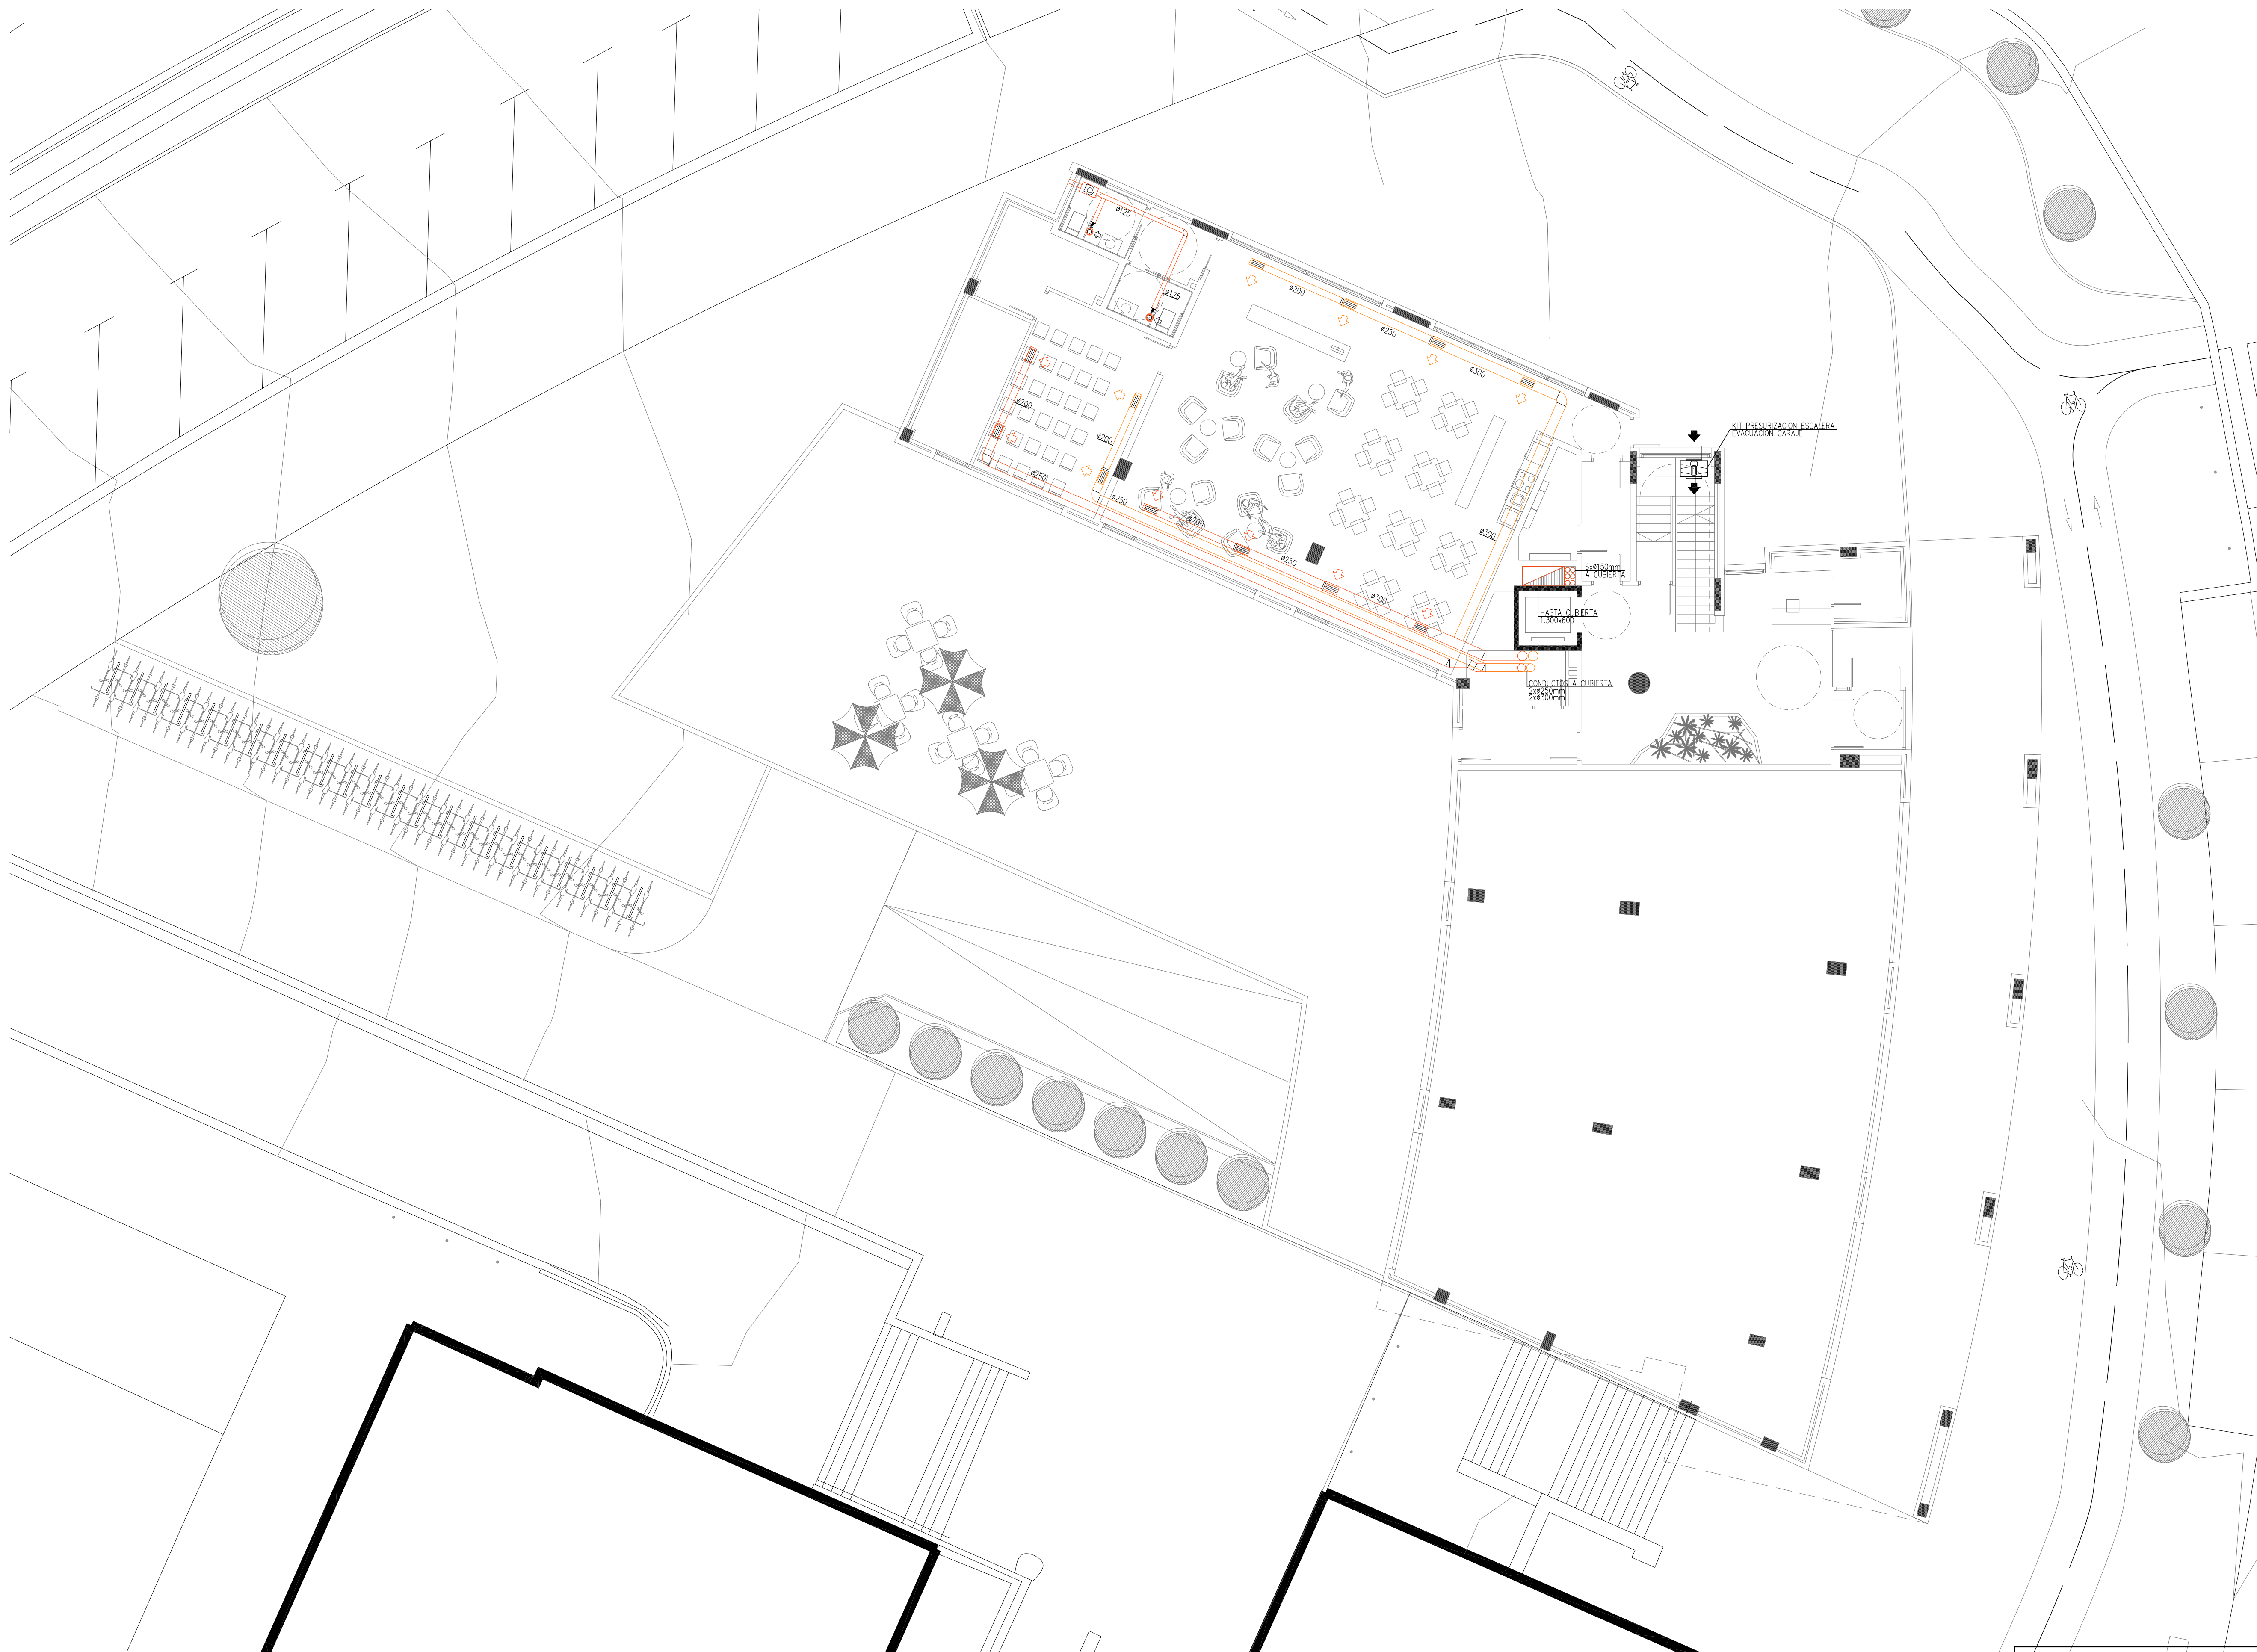 ø125
ø125
ø200
ø250
ø300
ø200
ø200
ø250
ø250
ø200
ø250
ø300
ø300
KIT PRESURIZACION ESCALERA
EVACUACION GARAJE
6xø150mm
A CUBIERTA
HASTA CUBIERTA
1.300x600
CONDUCTOS A CUBIERTA
2xø250mm
2xø300mm